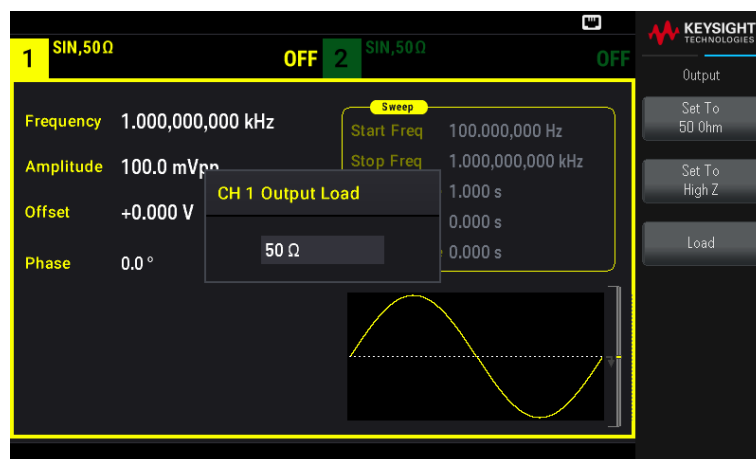 KEYSIGHT
TECHNOLOGIES
1 SIN,50Ω OFF 2 SIN,50Ω OFF
Output
Set To
50 Ohm
Set To
High Z
Load
Frequency 1.000,000,000 kHz
Amplitude 100.0 mVpp
Offset +0.000 V
Phase 0.0 °
Sweep
Start Freq 100.000,000 Hz
Stop Freq 1.000,000,000 kHz
1.000 s
0.000 s
0.000 s
CH 1 Output Load
50 Ω